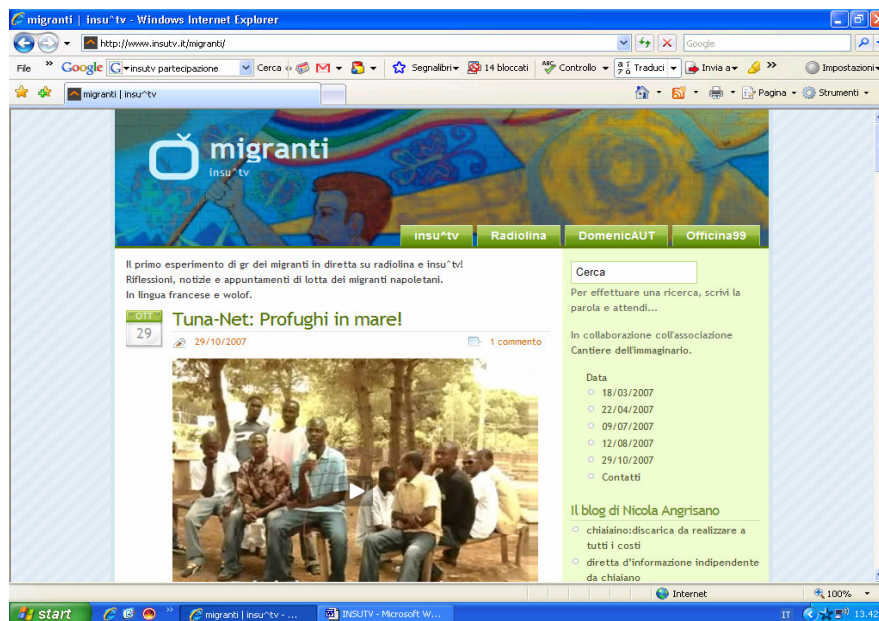 migranti | insu^tv - Windows Internet Explorer
http://www.insutv.it/migranti/
Google
File
Google
insutv partecipazione
Cerca
Segnalibri
14 bloccati
Controllo
Traduci
Invia a
Impostazioni
migranti | insu^tv
Pagina
Strumenti
migranti
insu^tv
insu^tv
Radiolina
DomenicAUT
Officina99
Il primo esperimento di gr dei migranti in diretta su radiolina e insu^tv!
Riflessioni, notizie e appuntamenti di lotta dei migranti napoletani.
In lingua francese e wolof.
OTT
29
Tuna-Net: Profughi in mare!
29/10/2007
1 commento
Cerca
Per effettuare una ricerca, scrivi la
parola e attendi...
In collaborazione coll'associazione
Cantiere dell'immaginario.
Data
18/03/2007
22/04/2007
09/07/2007
12/08/2007
29/10/2007
Contatti
Il blog di Nicola Angrisano
chiaiano:discarica da realizzare a
tutti i costi
diretta d'informazione indipendente
da chiaiano
Internet
100%
start
migranti | insu^tv - ...
INSUTV - Microsoft W...
IT
13.42